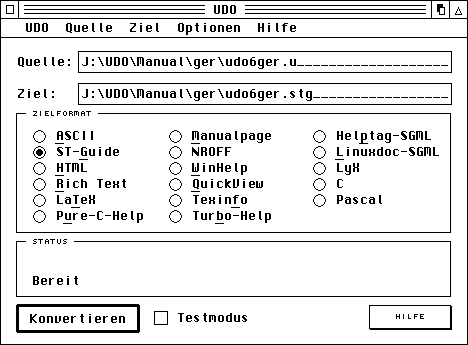 UDO
UDO Quelle Ziel Optionen Hilfe
Quelle: J:\UDO\Manual\ger\udo6ger.u
Ziel: J:\UDO\Manual\ger\udo6ger.stg
ZIELFORMAT
ASCII Manualpage Helptag-SGML
ST-Guide NROFF Linuxdoc-SGML
HTML WinHelp LyX
Rich Text QuickView C
LaTeX Texinfo Pascal
Pure-C-Help Turbo-Help
STATUS
Bereit
Konvertieren Testmodus HILFE